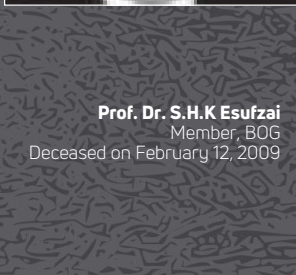 Prof. Dr. S.H.K Esufzai
Member, BOG
Deceased on February 12, 2009